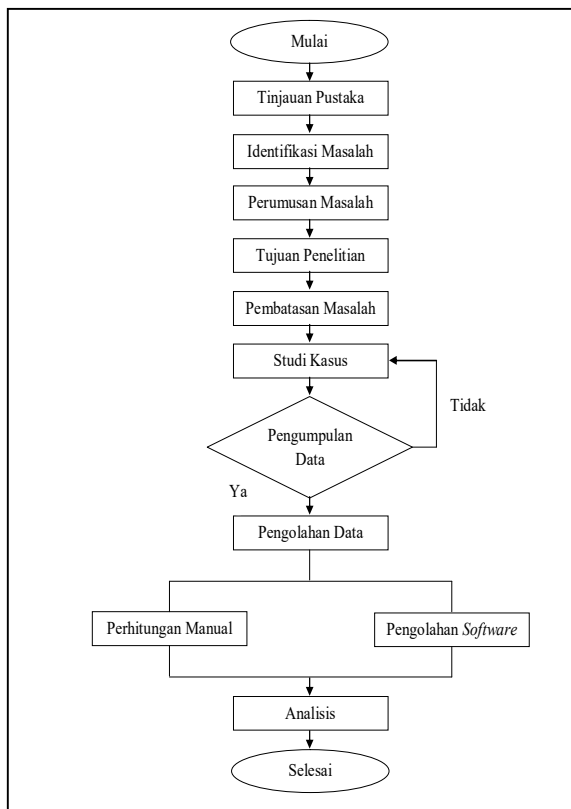 Mulai
Tinjauan Pustaka
Identifikasi Masalah
Perumusan Masalah
Tujuan Penelitian
Pembatasan Masalah
Studi Kasus
Tidak
Pengumpulan
Data
Ya
Pengolahan Data
Perhitungan Manual
Pengolahan Software
Analisis
Selesai